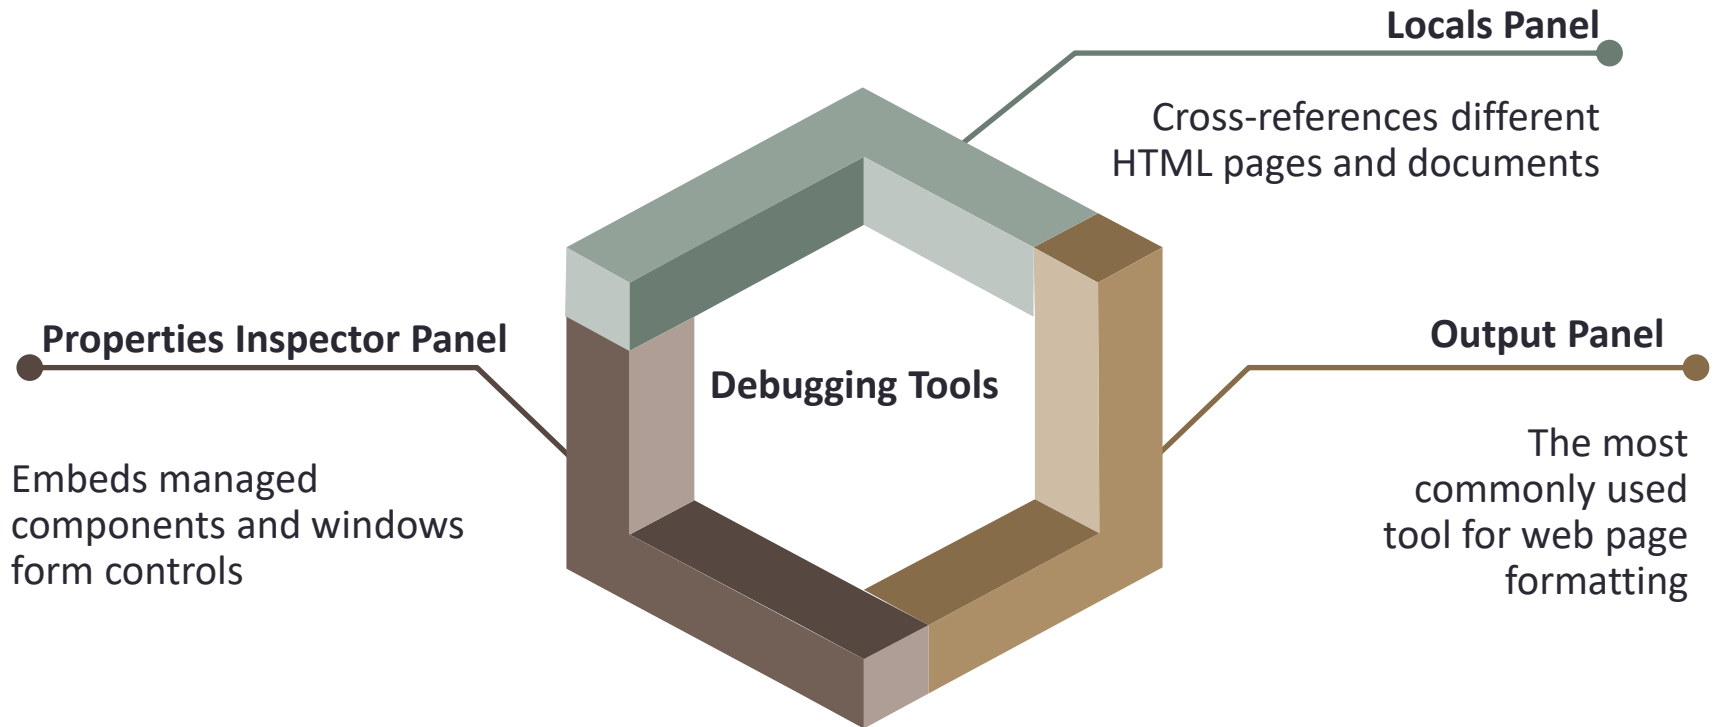 Locals Panel
Cross-references different
HTML pages and documents
Properties Inspector Panel
Embeds managed
components and windows
form controls
Debugging Tools
Output Panel
The most
commonly used
tool for web page
formatting